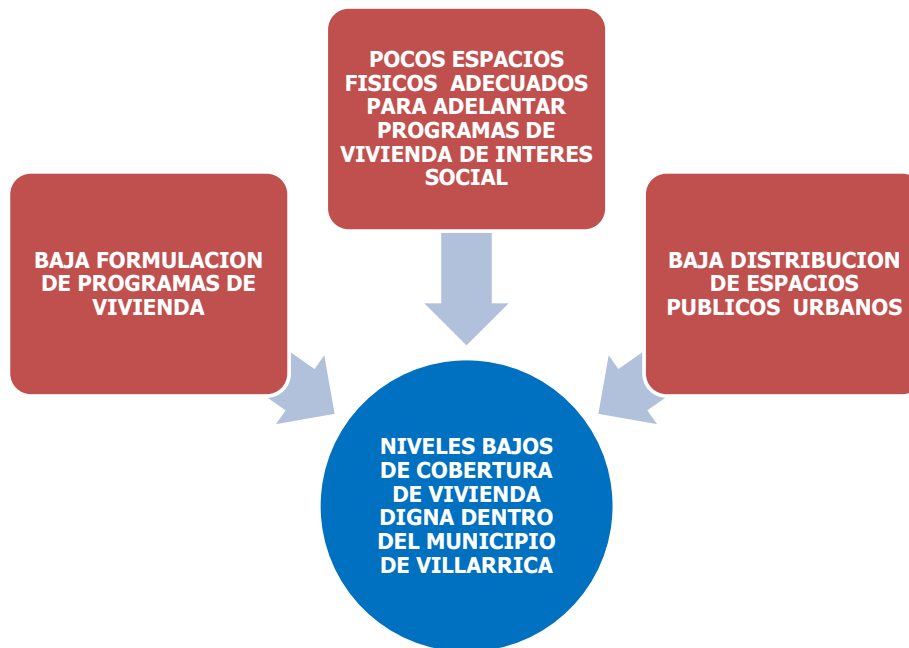 POCOS ESPACIOS
FISICOS ADECUADOS
PARA ADELANTAR
PROGRAMAS DE
VIVIENDA DE INTERES
SOCIAL
BAJA FORMULACION
DE PROGRAMAS DE
VIVIENDA
BAJA DISTRIBUCION
DE ESPACIOS
PUBLICOS URBANOS
NIVELES BAJOS
DE COBERTURA
DE VIVIENDA
DIGNA DENTRO
DEL MUNICIPIO
DE VILLARRICA